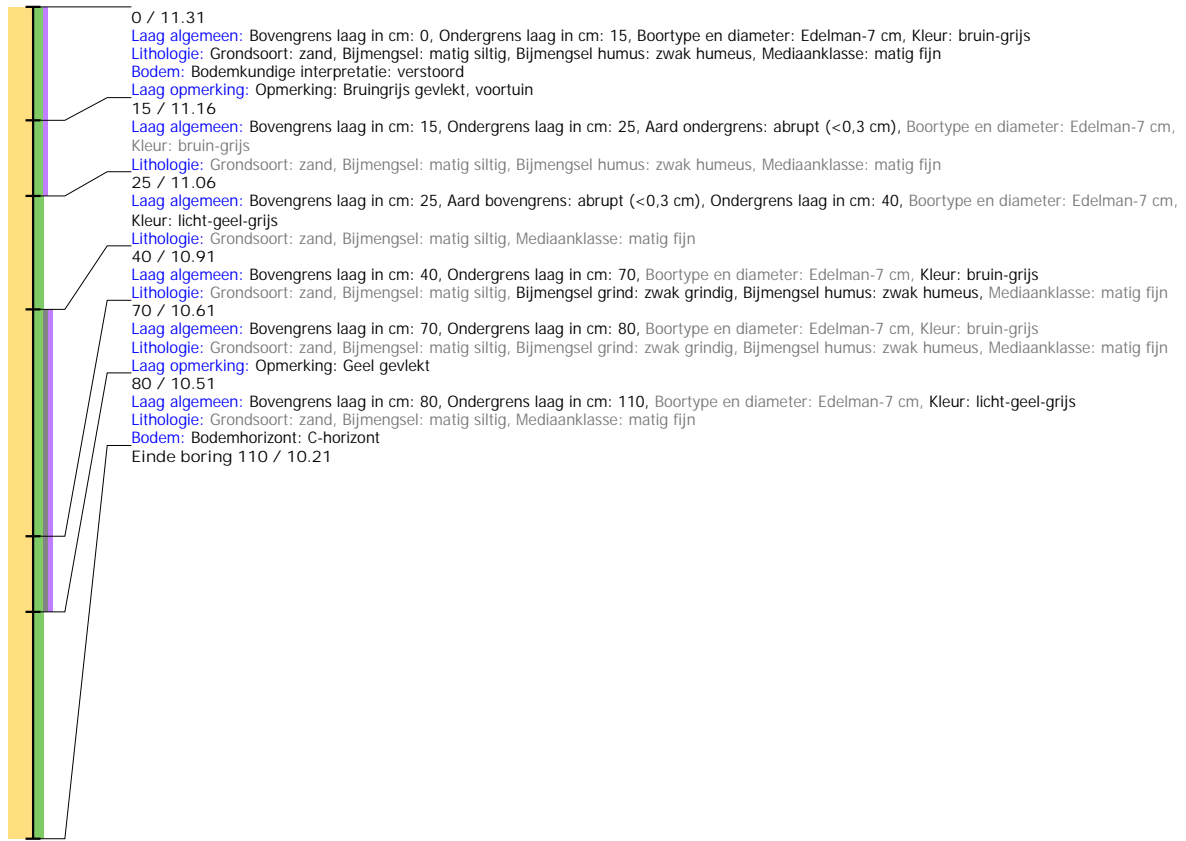 0 / 11.31
Laag algemeen: Bovengrens laag in cm: 0, Ondergrens laag in cm: 15, Boortype en diameter: Edelman-7 cm, Kleur: bruin-grijs
Lithologie: Grondsoort: zand, Bijmengsel: matig siltig, Bijmengsel humus: zwak humeus, Mediaanklasse: matig fijn
Bodem: Bodemkundige interpretatie: verstoord
Laag opmerking: Opmerking: Bruingrijs gevlekt, voortuin
15 / 11.16
Laag algemeen: Bovengrens laag in cm: 15, Ondergrens laag in cm: 25, Aard ondergrens: abrupt (<0,3 cm), Boortype en diameter: Edelman-7 cm,
Kleur: bruin-grijs
Lithologie: Grondsoort: zand, Bijmengsel: matig siltig, Bijmengsel humus: zwak humeus, Mediaanklasse: matig fijn
25 / 11.06
Laag algemeen: Bovengrens laag in cm: 25, Aard bovengrens: abrupt (<0,3 cm), Ondergrens laag in cm: 40, Boortype en diameter: Edelman-7 cm,
Kleur: licht-geel-grijs
Lithologie: Grondsoort: zand, Bijmengsel: matig siltig, Mediaanklasse: matig fijn
40 / 10.91
Laag algemeen: Bovengrens laag in cm: 40, Ondergrens laag in cm: 70, Boortype en diameter: Edelman-7 cm, Kleur: bruin-grijs
Lithologie: Grondsoort: zand, Bijmengsel: matig siltig, Bijmengsel grind: zwak grindig, Bijmengsel humus: zwak humeus, Mediaanklasse: matig fijn
70 / 10.61
Laag algemeen: Bovengrens laag in cm: 70, Ondergrens laag in cm: 80, Boortype en diameter: Edelman-7 cm, Kleur: bruin-grijs
Lithologie: Grondsoort: zand, Bijmengsel: matig siltig, Bijmengsel grind: zwak grindig, Bijmengsel humus: zwak humeus, Mediaanklasse: matig fijn
Laag opmerking: Opmerking: Geel gevlekt
80 / 10.51
Laag algemeen: Bovengrens laag in cm: 80, Ondergrens laag in cm: 110, Boortype en diameter: Edelman-7 cm, Kleur: licht-geel-grijs
Lithologie: Grondsoort: zand, Bijmengsel: matig siltig, Mediaanklasse: matig fijn
Bodem: Bodemhorizont: C-horizont
Einde boring 110 / 10.21